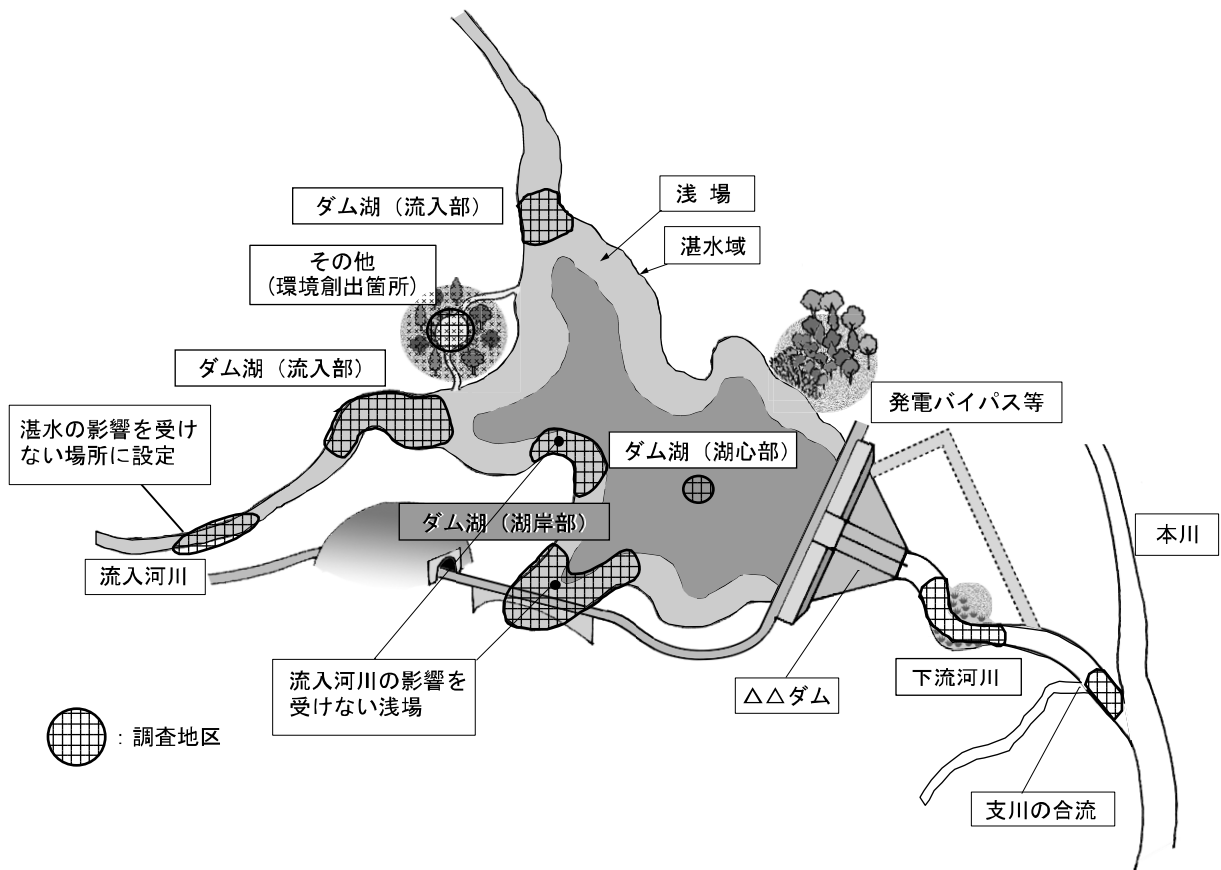 ダム湖（流入部）
浅 場
湛水域
その他
（環境創出箇所）
ダム湖（流入部）
発電バイパス等
湛水の影響を受け
ない場所に設定
ダム湖（湖心部）
ダム湖（湖岸部）
本川
流入河川
流入河川の影響を
受けない浅場
下流河川
△△ダム
：調査地区
支川の合流